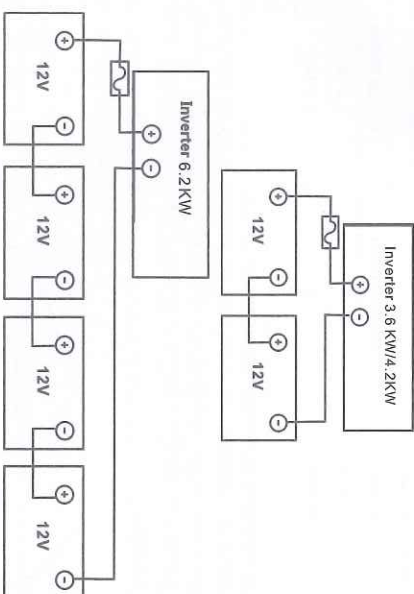 Inverter 3.6 KW/4.2KW
+
-
+
-
+
-
12V
12V
Inverter 6.2KW
+
-
+
-
+
-
+
-
+
-
12V
12V
12V
12V